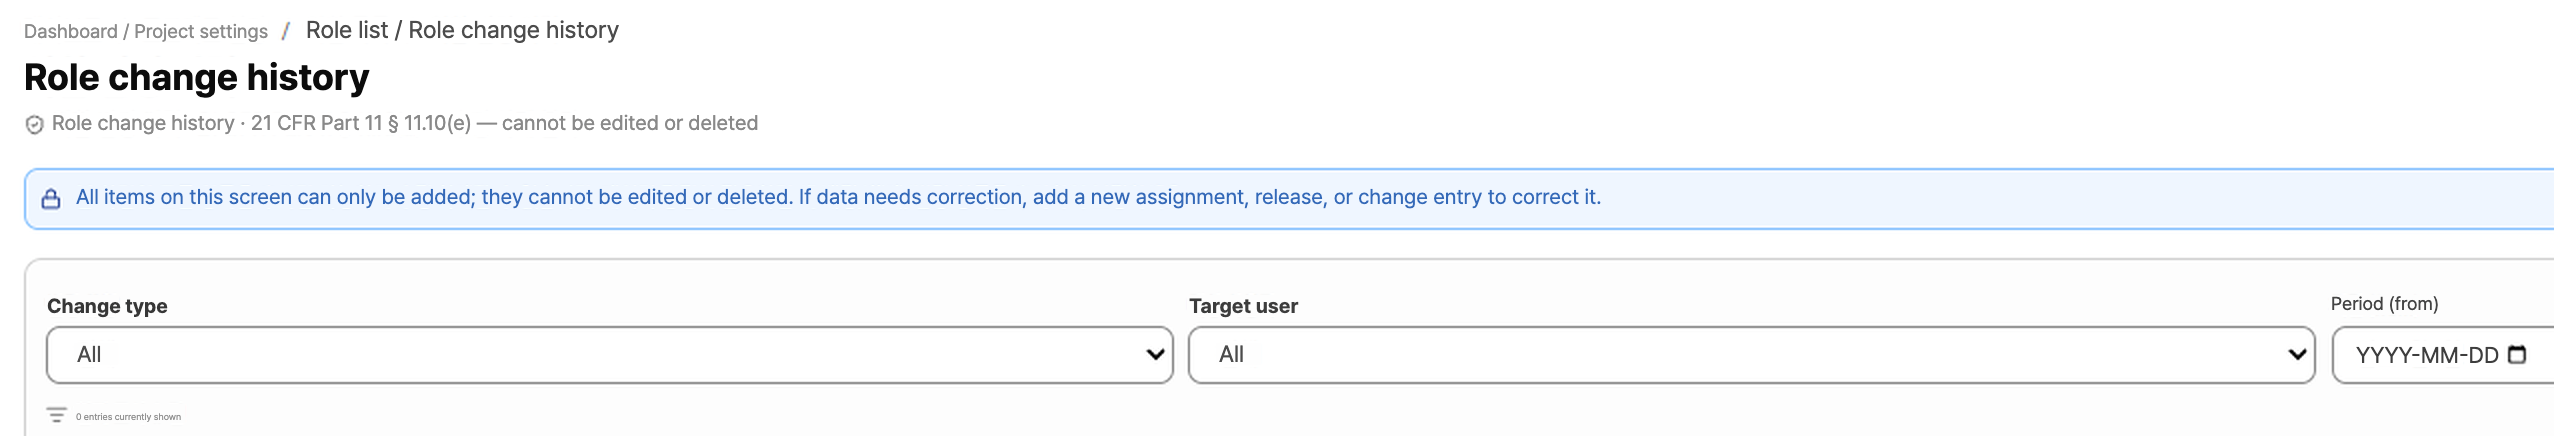 Dashboard / Project settings / Role list / Role change history
Role change history
Role change history · 21 CFR Part 11 § 11.10(e) — cannot be edited or deleted
All items on this screen can only be added; they cannot be edited or deleted. If data needs correction, add a new assignment, release, or change entry to correct it.
Change type Target user Period (from)
All All YYYY-MM-DD
0 entries currently shown